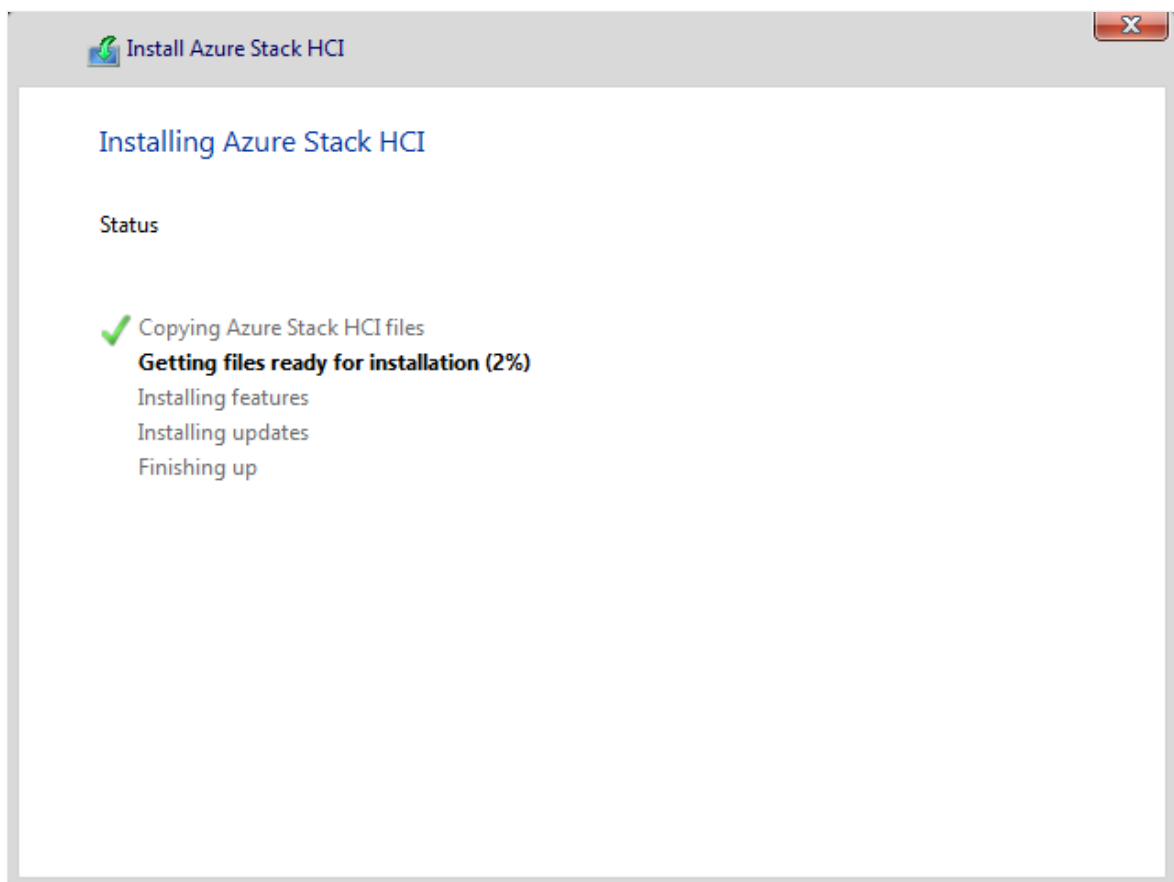 Install Azure Stack HCI
Installing Azure Stack HCI
Status
Copying Azure Stack HCI files
Getting files ready for installation (2%)
Installing features
Installing updates
Finishing up